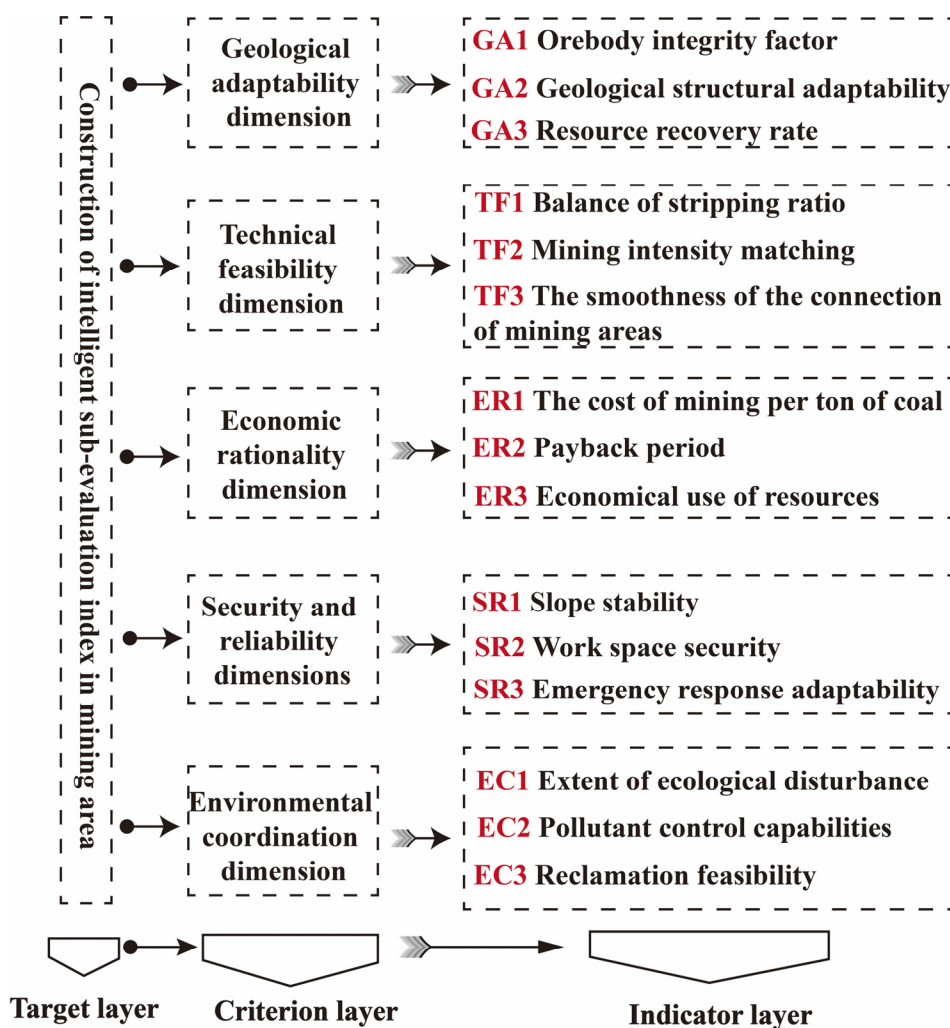 Construction of intelligent sub-evaluation index in mining area
Geological
adaptability
dimension
GA1 Orebody integrity factor
GA2 Geological structural adaptability
GA3 Resource recovery rate
Technical
feasibility
dimension
TF1 Balance of stripping ratio
TF2 Mining intensity matching
TF3 The smoothness of the connection
of mining areas
Economic
rationality
dimension
ER1 The cost of mining per ton of coal
ER2 Payback period
ER3 Economical use of resources
Security and
reliability
dimensions
SR1 Slope stability
SR2 Work space security
SR3 Emergency response adaptability
Environmental
coordination
dimension
EC1 Extent of ecological disturbance
EC2 Pollutant control capabilities
EC3 Reclamation feasibility
Target layer
Criterion layer
Indicator layer